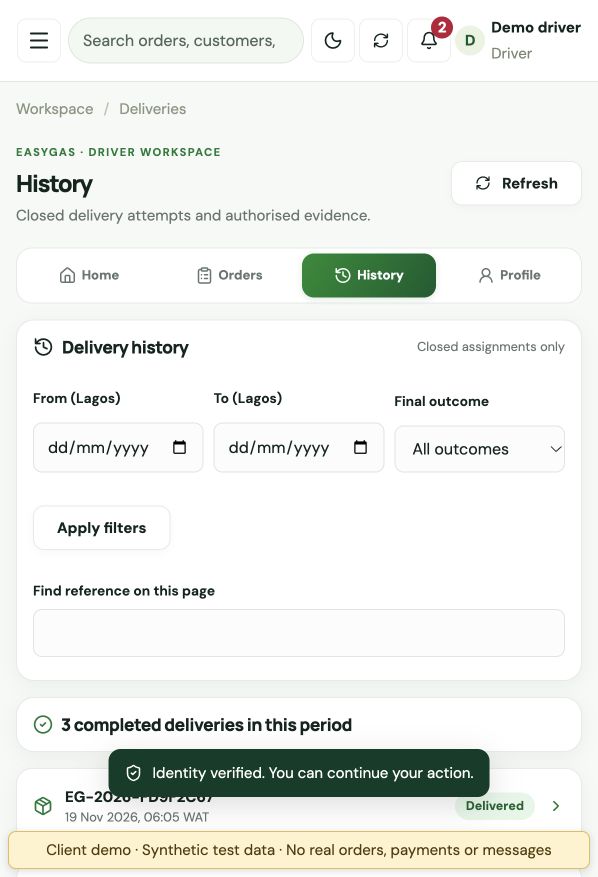 Search orders, customers,
2
D
Demo driver
Driver
Workspace / Deliveries
EASYGAS · DRIVER WORKSPACE
History
Refresh
Closed delivery attempts and authorised evidence.
Home
Orders
History
Profile
Delivery history
Closed assignments only
From (Lagos)
To (Lagos)
Final outcome
dd/mm/yyyy
dd/mm/yyyy
All outcomes
Apply filters
Find reference on this page
3 completed deliveries in this period
Identity verified. You can continue your action.
Delivered
19 Nov 2026, 06:05 WAT
Client demo · Synthetic test data · No real orders, payments or messages